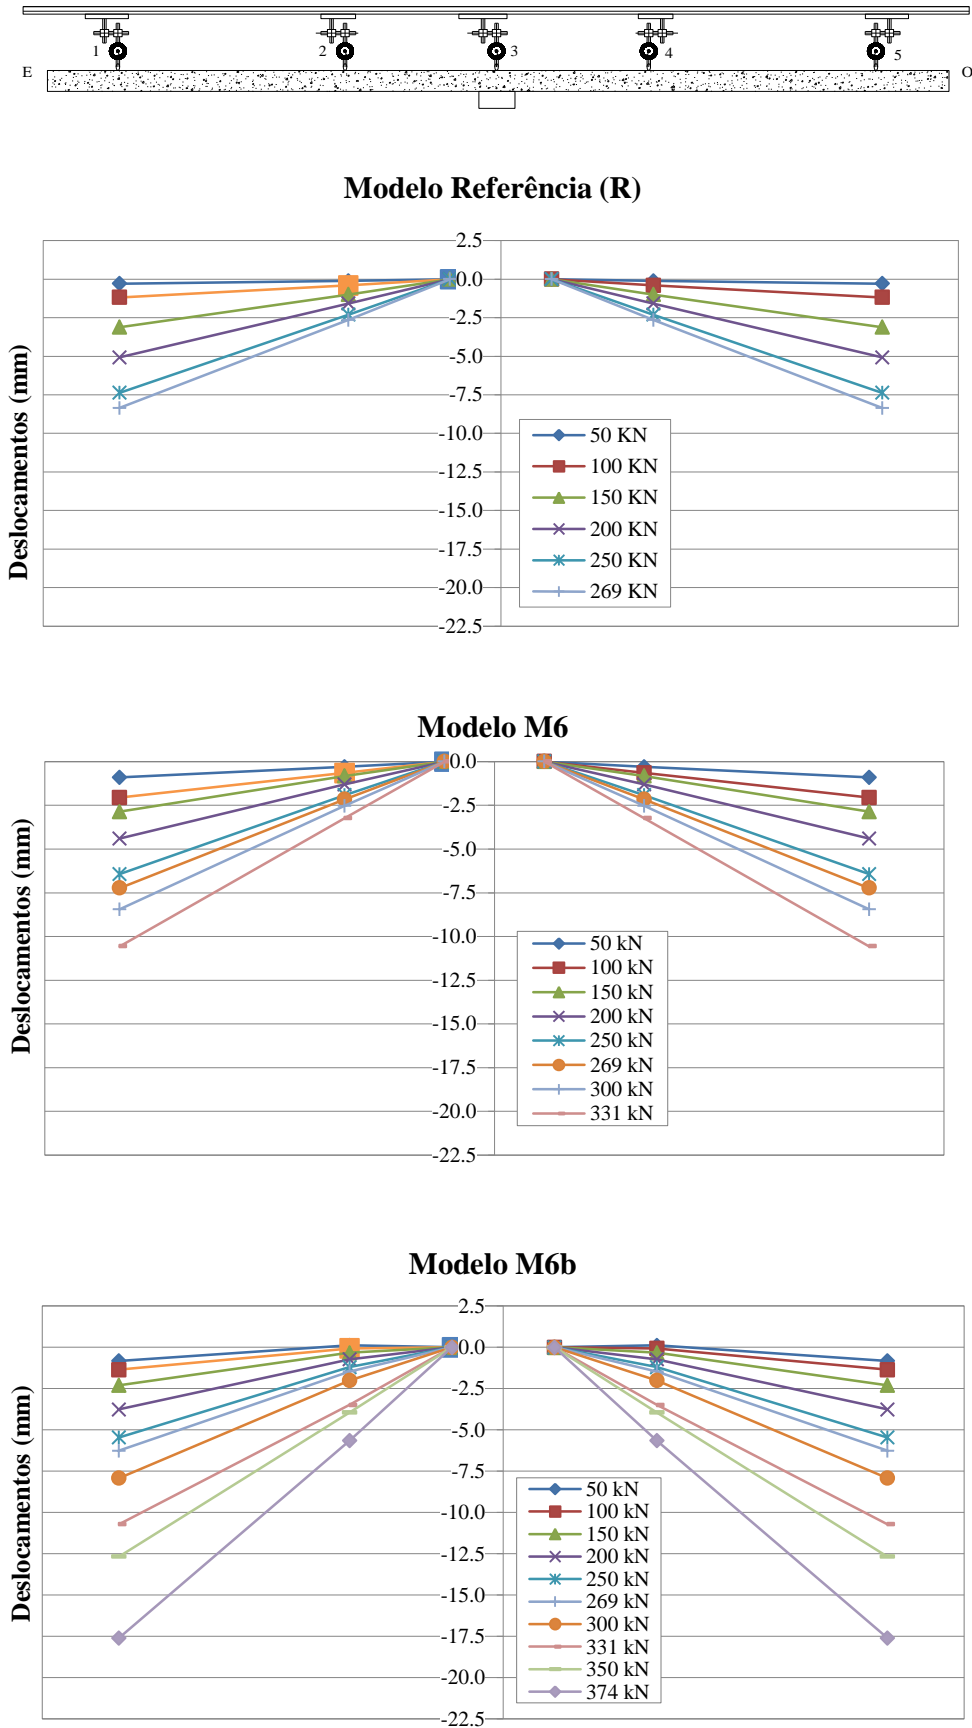 1 2 3 4 5
E O
Modelo Referência (R)
Deslocamentos (mm)
2.5
0.0
-2.5
-5.0
-7.5
-10.0
-12.5
-15.0
-17.5
-20.0
-22.5
50 KN
100 KN
150 KN
200 KN
250 KN
269 KN
Modelo M6
Deslocamentos (mm)
0.0
-2.5
-5.0
-7.5
-10.0
-12.5
-15.0
-17.5
-20.0
-22.5
50 kN
100 kN
150 kN
200 kN
250 kN
269 kN
300 kN
331 kN
Modelo M6b
Deslocamentos (mm)
2.5
0.0
-2.5
-5.0
-7.5
-10.0
-12.5
-15.0
-17.5
-20.0
-22.5
50 kN
100 kN
150 kN
200 kN
250 kN
269 kN
300 kN
331 kN
350 kN
374 kN